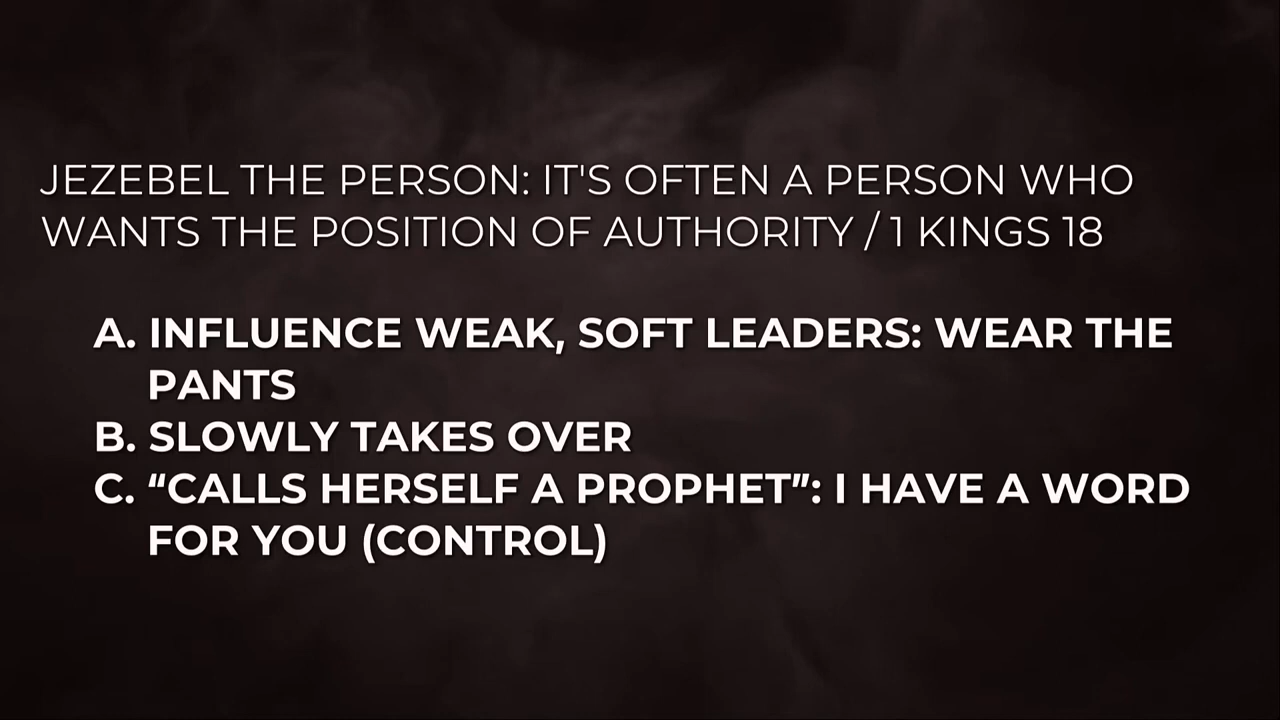 JEZEBEL THE PERSON: IT'S OFTEN A PERSON WHO
WANTS THE POSITION OF AUTHORITY / 1 KINGS 18
A. INFLUENCE WEAK, SOFT LEADERS: WEAR THE
PANTS
B. SLOWLY TAKES OVER
C. “CALLS HERSELF A PROPHET”: I HAVE A WORD
FOR YOU (CONTROL)